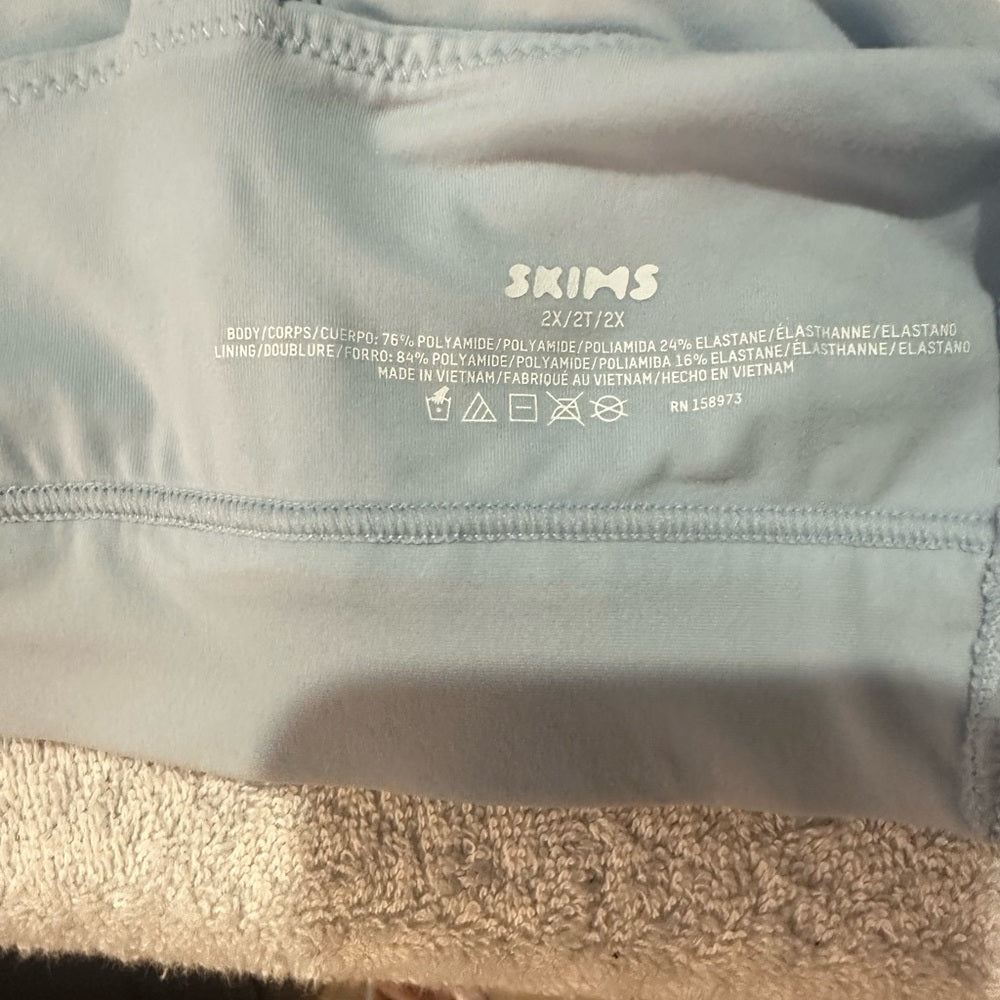 SKIMS
2X/2T/2X
BODY/CORPS/CUERPO: 76% POLYAMIDE/POLYAMIDE/POLIAMIDA 24% ELASTANE/ÉLASTHANNE/ELASTANO
LINING/DOUBLURE/FORRO: 84% POLYAMIDE/POLYAMIDE/POLIAMIBA 16% ELASTANE/ÉLASTHANNE/ELASTANO
MADE IN VIETNAM/FABRIQUÉ AU VIETNAM/HECHO EN VIETNAM
RN 158973